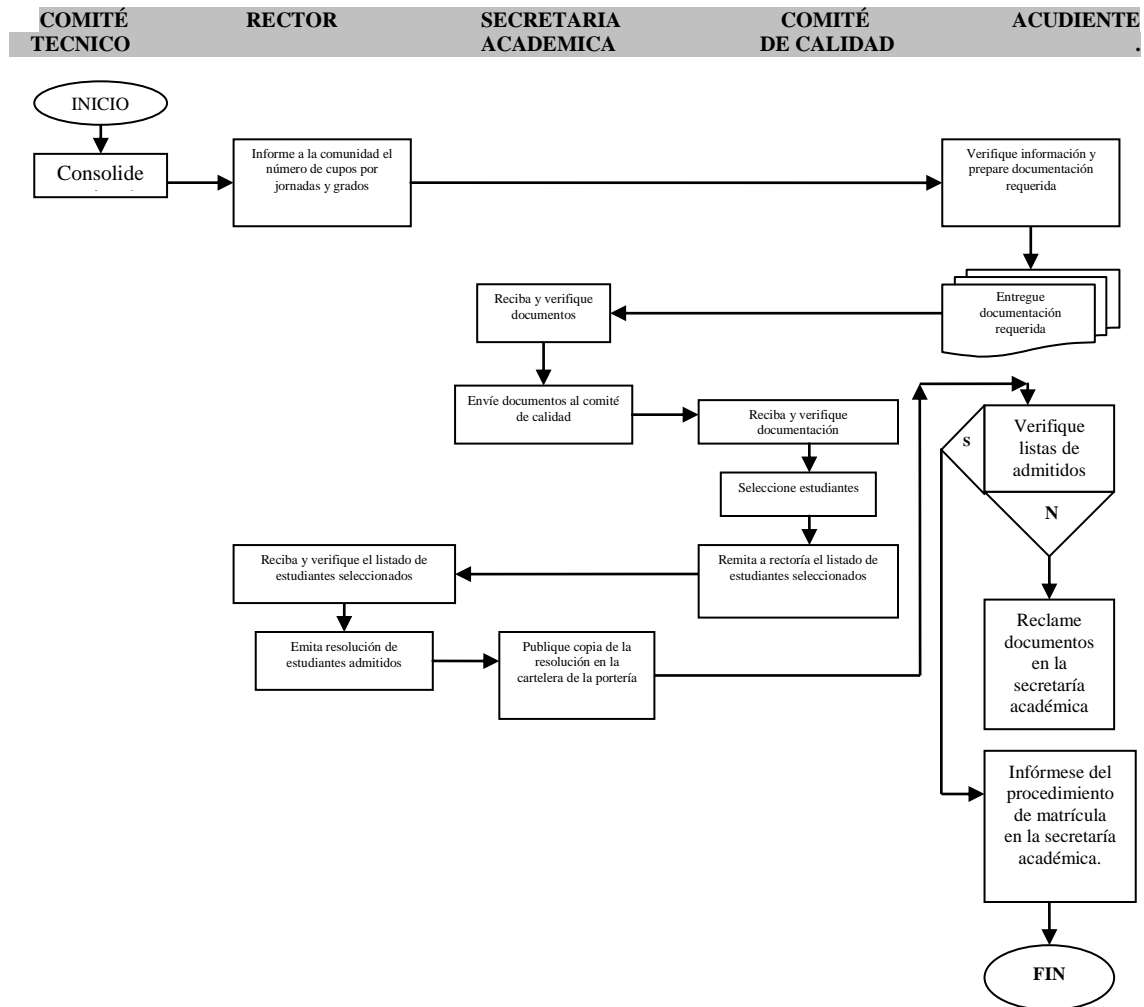 COMITÉ RECTOR SECRETARIA COMITÉ ACUDIENTE
TECNICO ACADEMICA DE CALIDAD .
INICIO
Consolide
Informe a la comunidad el
número de cupos por
jornadas y grados
Verifique información y
prepare documentación
requerida
Entregue
documentación
requerida
Reciba y verifique
documentos
Envíe documentos al comité
de calidad
Reciba y verifique
documentación
Seleccione estudiantes
Remita a rectoría el listado de
estudiantes seleccionados
Reciba y verifique el listado de
estudiantes seleccionados
Emita resolución de
estudiantes admitidos
Publique copia de la
resolución en la
cartelera de la portería
Verifique
listas de
admitidos
S
N
Reclame
documentos
en la
secretaría
académica
Infórmese del
procedimiento
de matrícula
en la secretaría
académica.
FIN